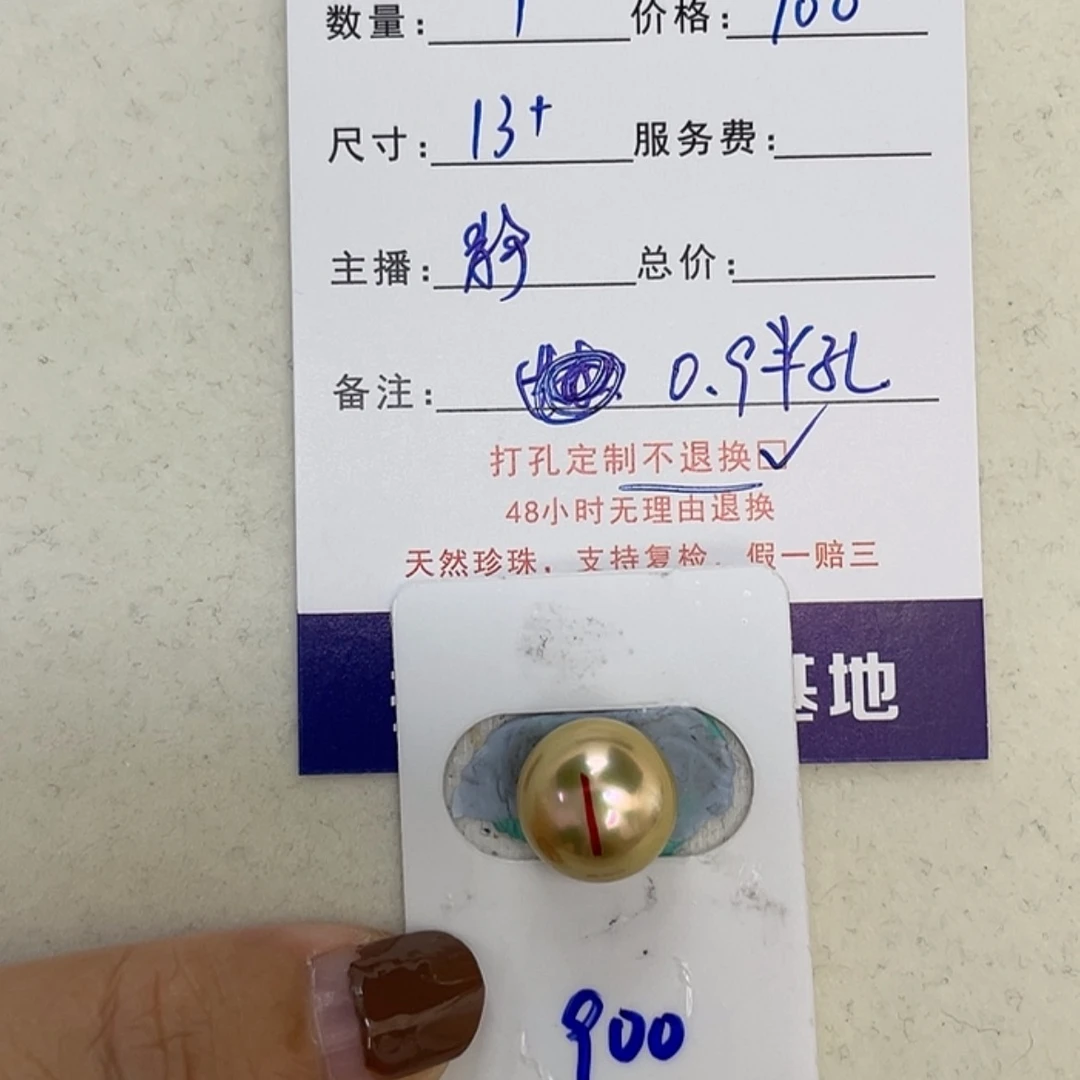 数量: 1 价格:
尺寸: 13+ 服务费:
主播: 总价:
备注: 0.9半孔
打孔定制不退换☑
48小时无理由退换
天然珍珠，支持复检，假一赔三
基地
900